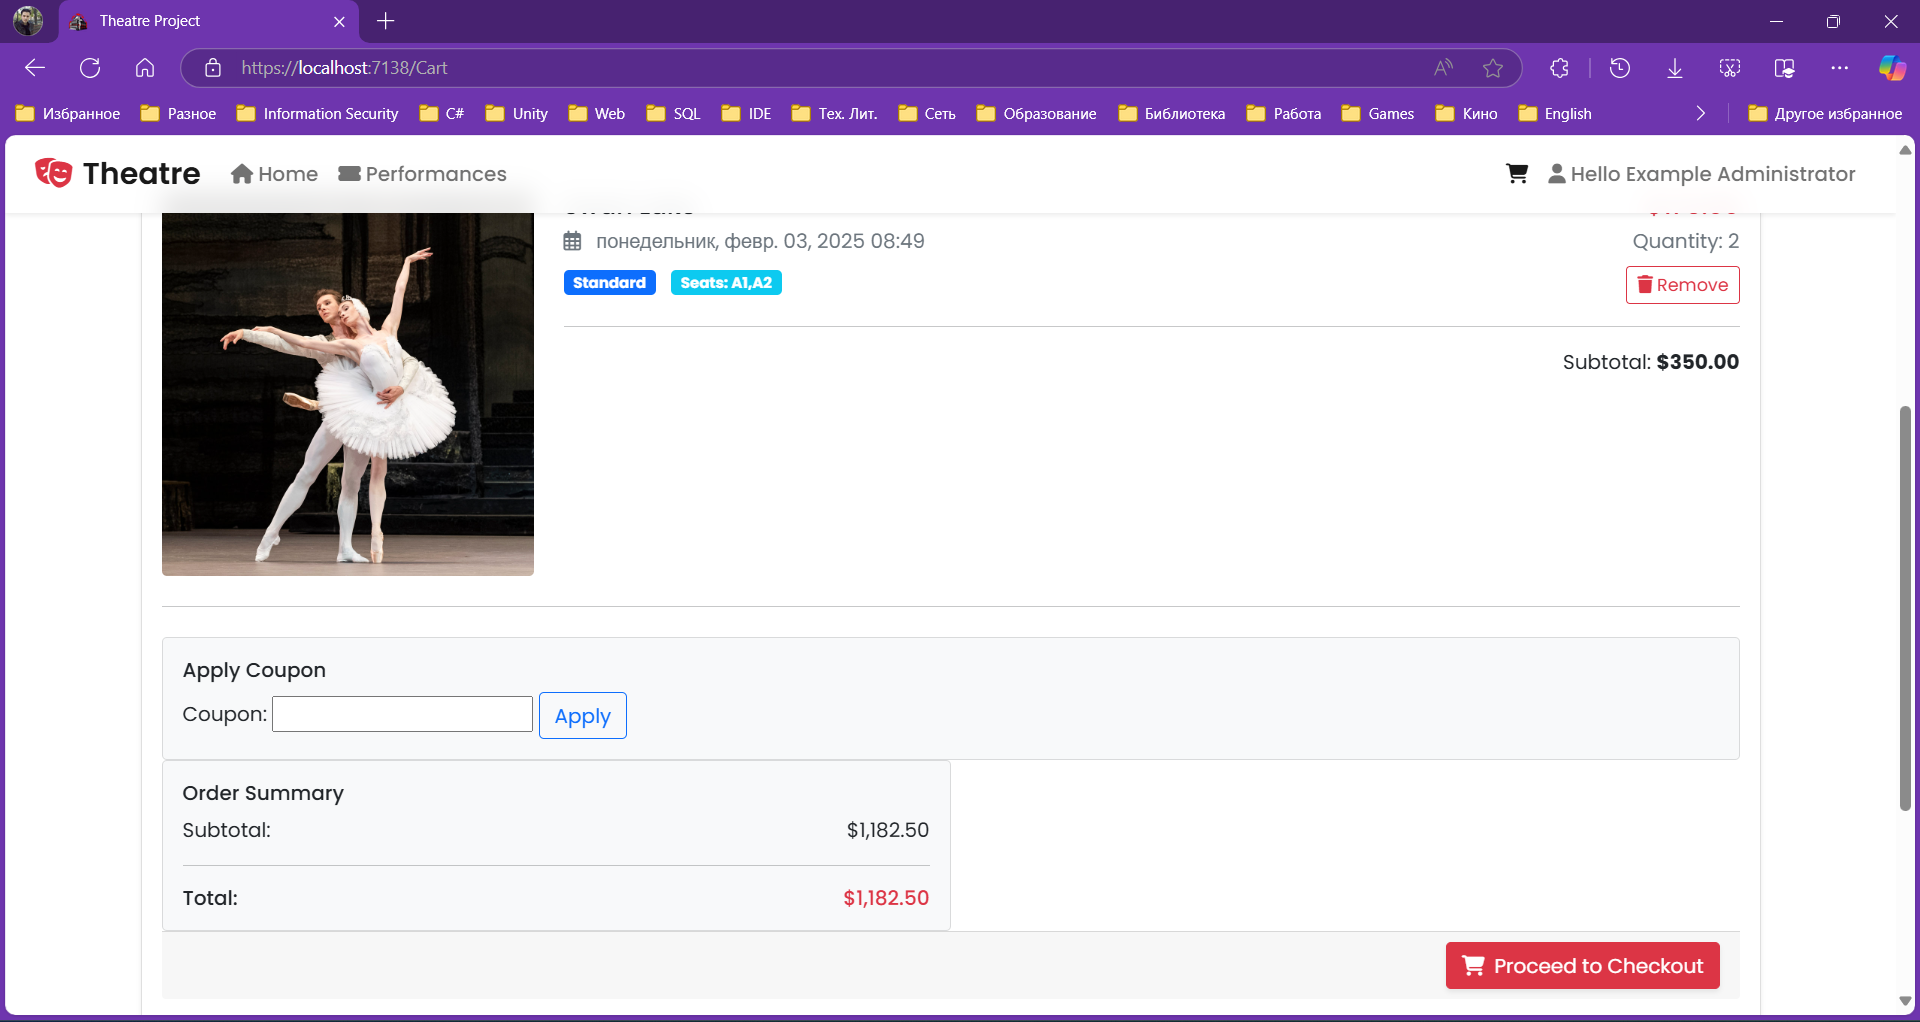 Theatre Project
https://localhost:7138/Cart
Избранное Разное Information Security C# Unity Web SQL IDE Тех. Лит. Сеть Образование Библиотека Работа Games Кино English Другое избранное
Theatre Home Performances Hello Example Administrator
понедельник, февр. 03, 2025 08:49 Quantity: 2
Standard Seats: A1,A2 Remove
Subtotal: $350.00
Apply Coupon
Coupon: Apply
Order Summary
Subtotal: $1,182.50
Total: $1,182.50
Proceed to Checkout